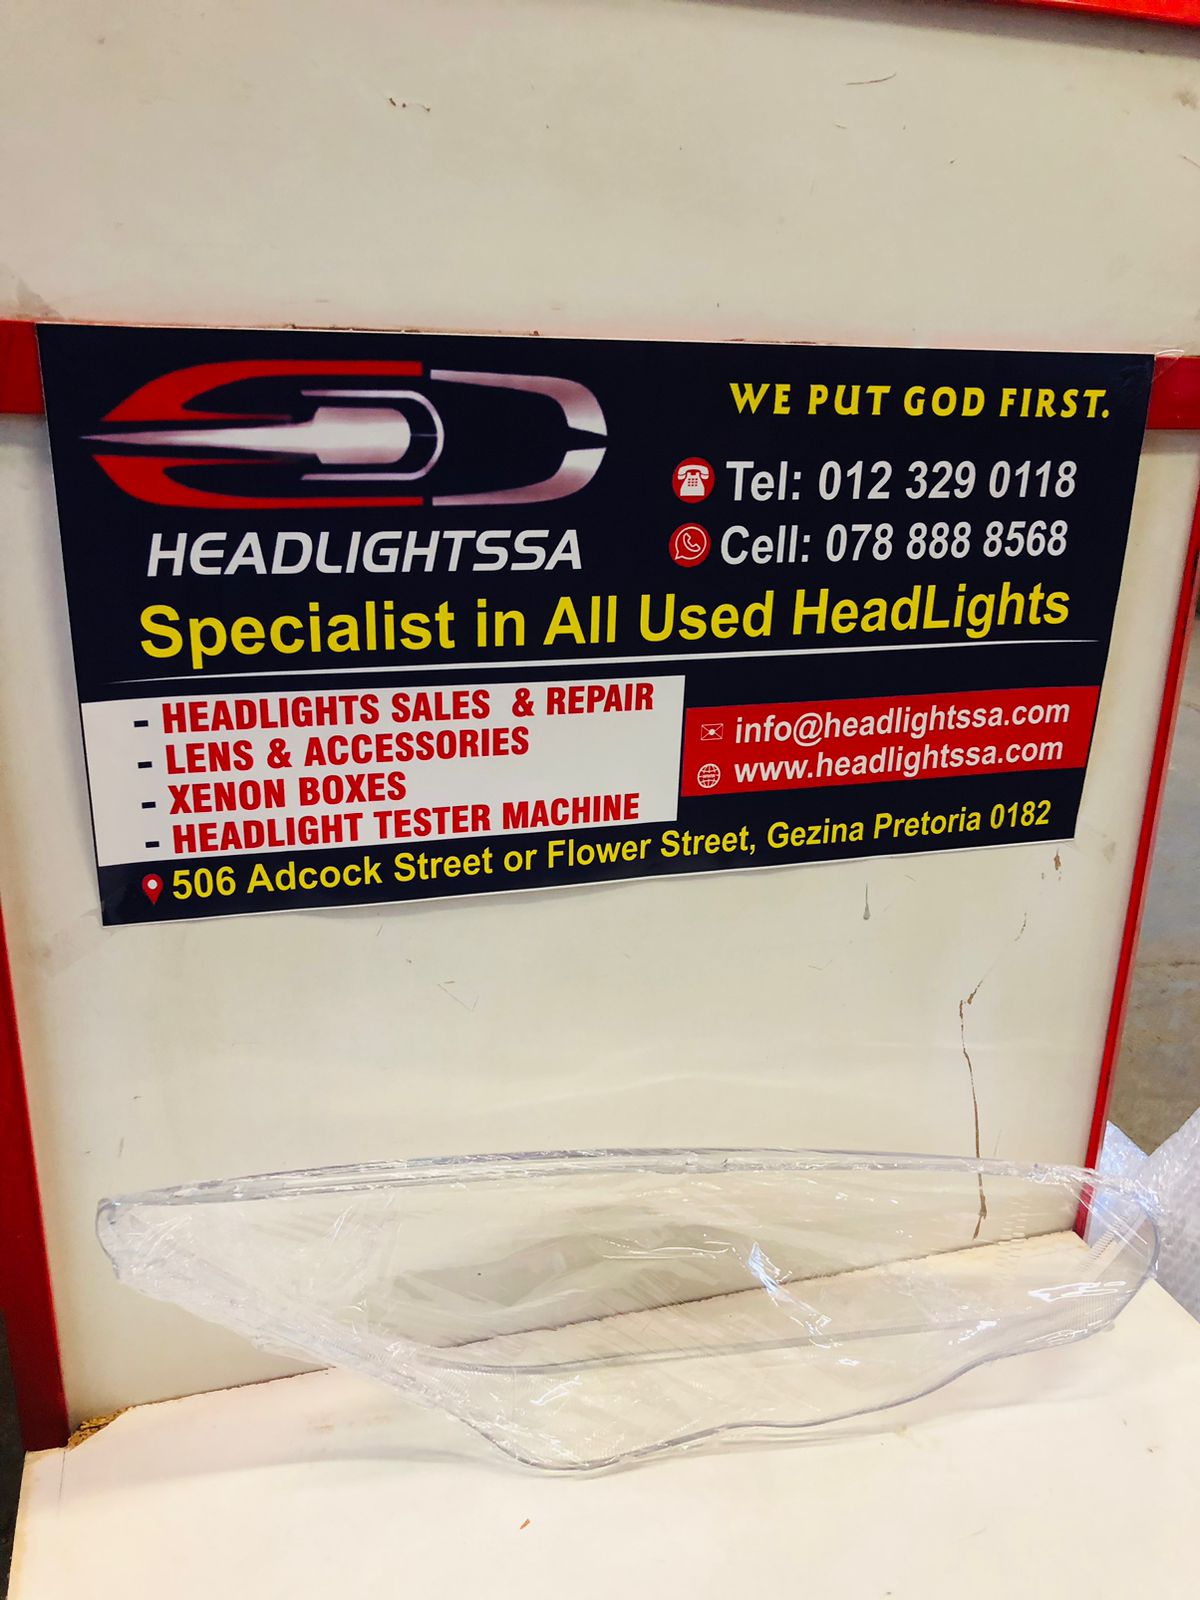 WE PUT GOD FIRST.
Tel: 012 329 0118
Cell: 078 888 8568
HEADLIGHTSSA
Specialist in All Used HeadLights
- HEADLIGHTS SALES & REPAIR
- LENS & ACCESSORIES
- XENON BOXES
- HEADLIGHT TESTER MACHINE
info@headlightssa.com
www.headlightssa.com
506 Adcock Street or Flower Street, Gezina Pretoria 0182